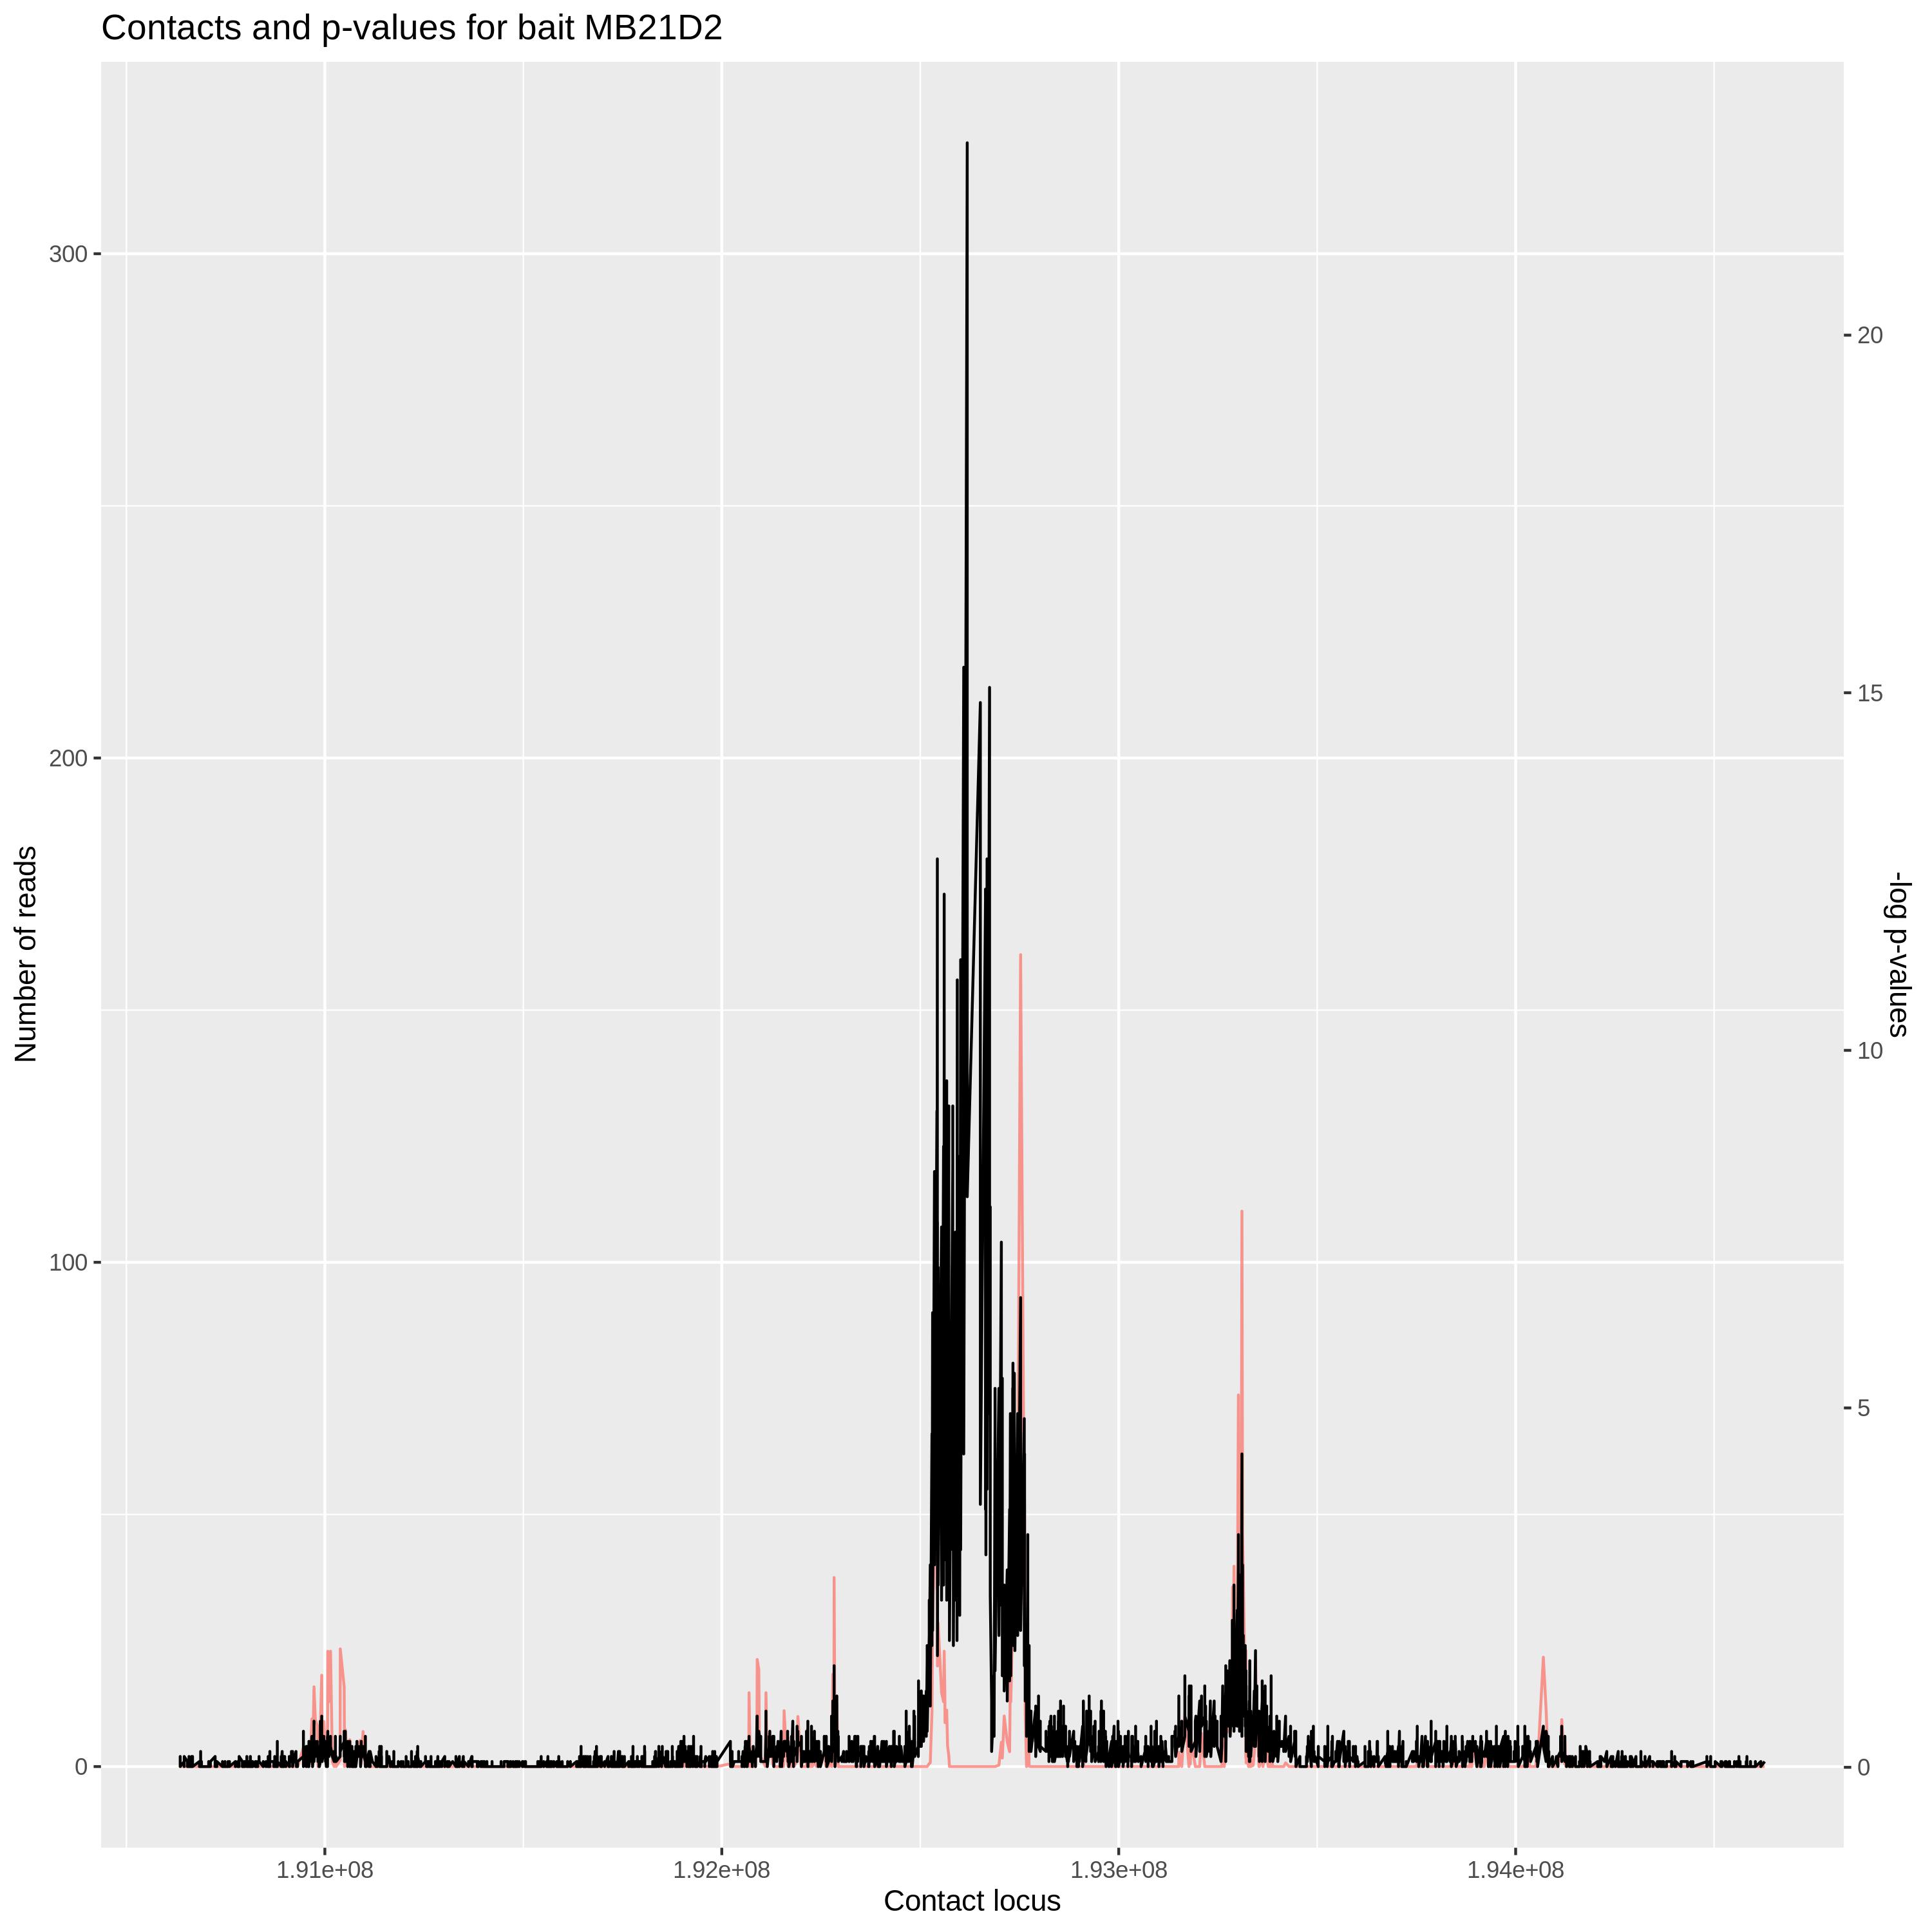 Contacts and p-values for bait MB21D2
300
200
100
0
Number of reads
20
15
10
5
0
-log p-values
1.91e+08
1.92e+08
1.93e+08
1.94e+08
Contact locus